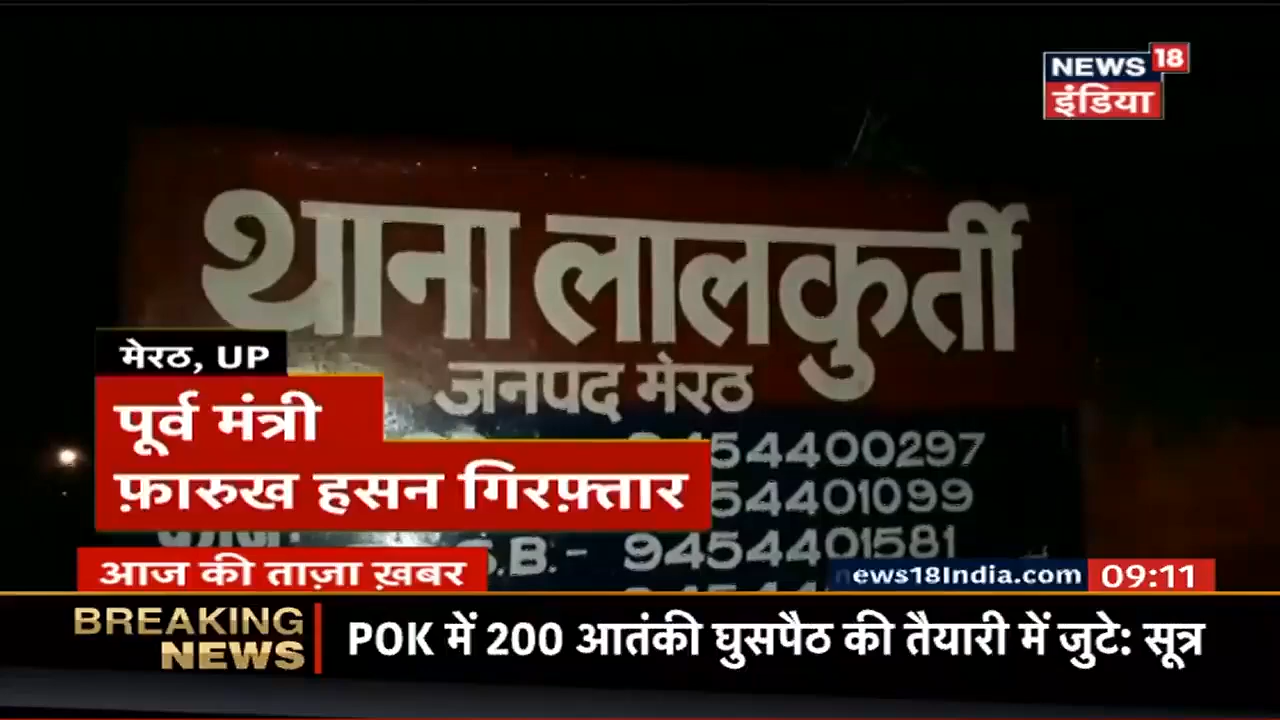 NEWS 18
इंडिया
थाना लालकुर्ती
जनपद मेरठ
मेरठ, UP
पूर्व मंत्री
फ़ारुख हसन गिरफ़्तार
54400297
54401099
S.B.- 9454401581
आज की ताज़ा ख़बर
news18India.com 09:11
BREAKING NEWS
POK में 200 आतंकी घुसपैठ की तैयारी में जुटे: सूत्र